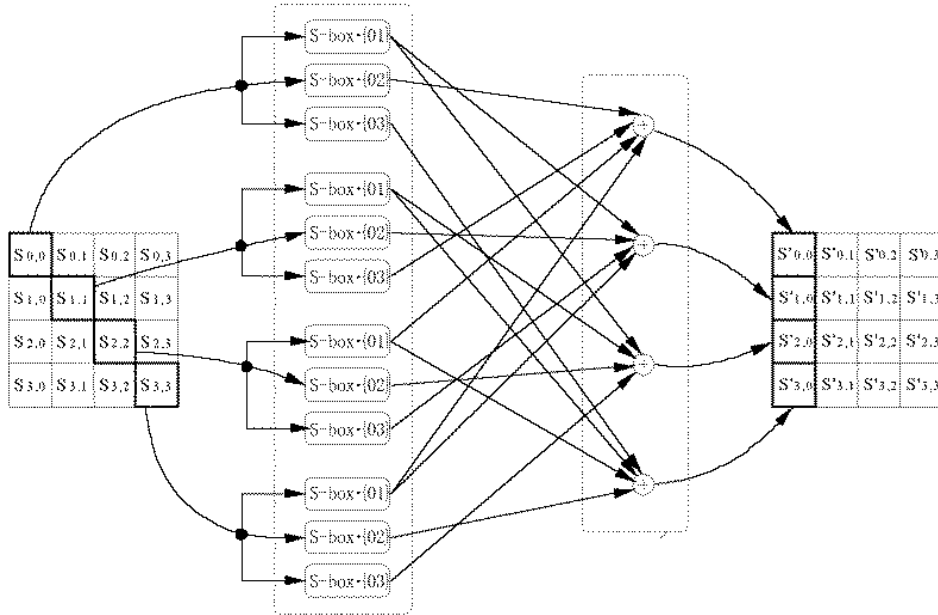 S-box·{01}
S-box·{02}
S-box·{03}
S-box·{01}
S-box·{02}
S-box·{03}
S-box·{01}
S-box·{02}
S-box·{03}
S-box·{01}
S-box·{02}
S-box·{03}
S0,0 S0,1 S0,2 S0,3
S1,0 S1,1 S1,2 S1,3
S2,0 S2,1 S2,2 S2,3
S3,0 S3,1 S3,2 S3,3
S'0,0 S'0,1 S'0,2 S'0,3
S'1,0 S'1,1 S'1,2 S'1,3
S'2,0 S'2,1 S'2,2 S'2,3
S'3,0 S'3,1 S'3,2 S'3,3